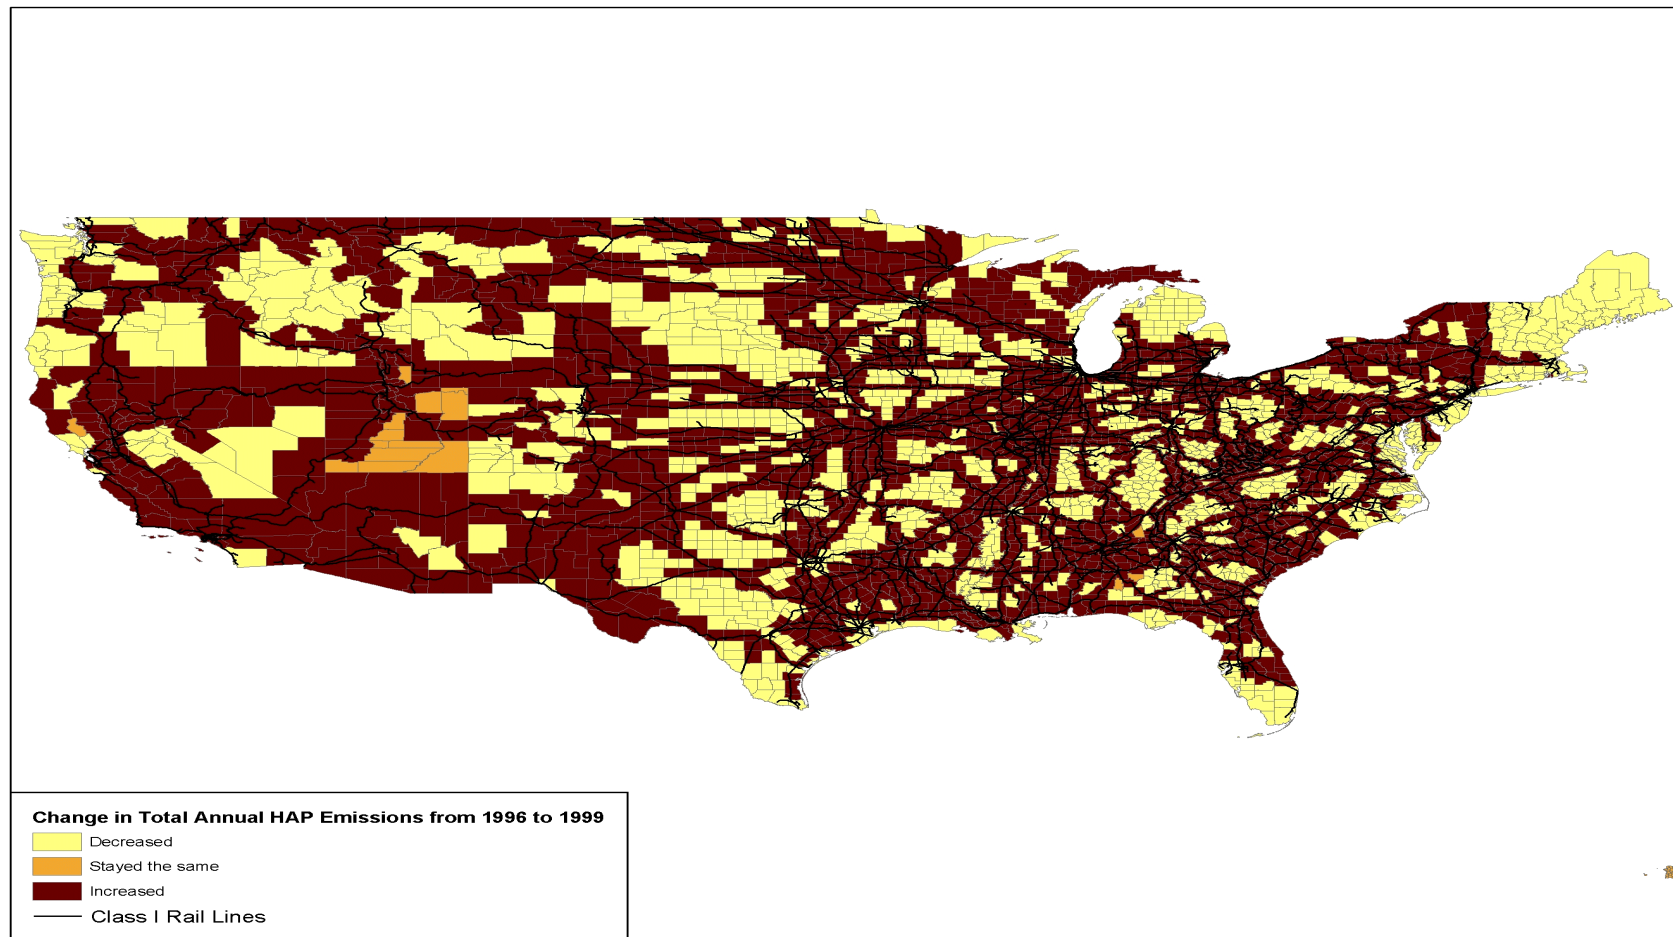 Change in Total Annual HAP Emissions from 1996 to 1999
Decreased
Stayed the same
Increased
Class I Rail Lines